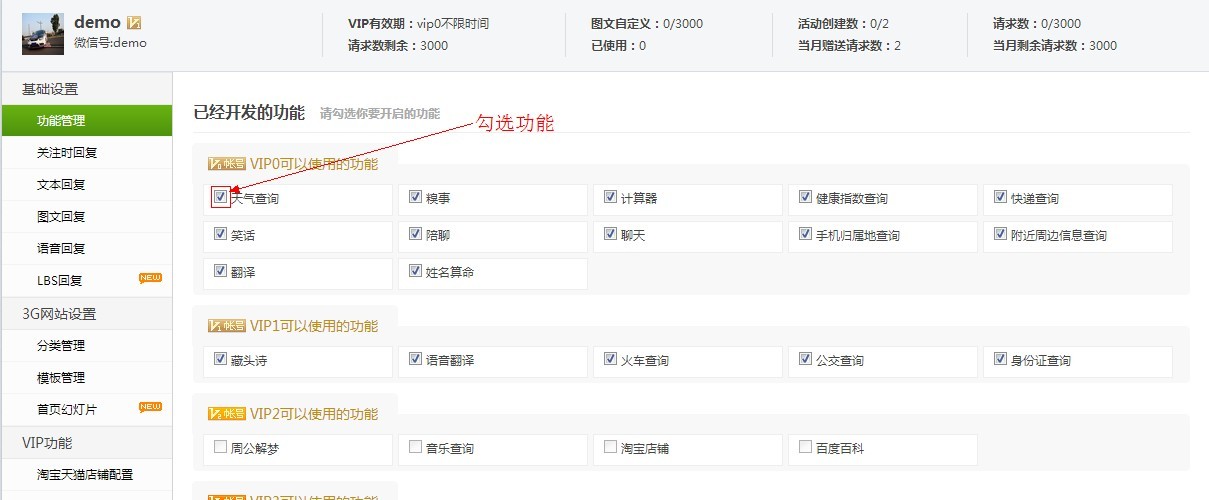 demo
微信号:demo
VIP有效期：vip0不限时间
请求数剩余：3000
图文自定义：0/3000
已使用：0
活动创建数：0/2
当月赠送请求数：2
请求数：0/3000
当月剩余请求数：3000
基础设置
功能管理
关注时回复
文本回复
图文回复
语音回复
LBS回复 NEW
3G网站设置
分类管理
模板管理
首页幻灯片 NEW
VIP功能
淘宝天猫店铺配置
已经开发的功能 请勾选你要开启的功能
勾选功能
V1帐号 VIP0可以使用的功能
天气查询 糗事 计算器 健康指数查询 快递查询
笑话 陪聊 聊天 手机归属地查询 附近周边信息查询
翻译 姓名算命
V1帐号 VIP1可以使用的功能
藏头诗 语音翻译 火车查询 公交查询 身份证查询
V2帐号 VIP2可以使用的功能
周公解梦 音乐查询 淘宝店铺 百度百科